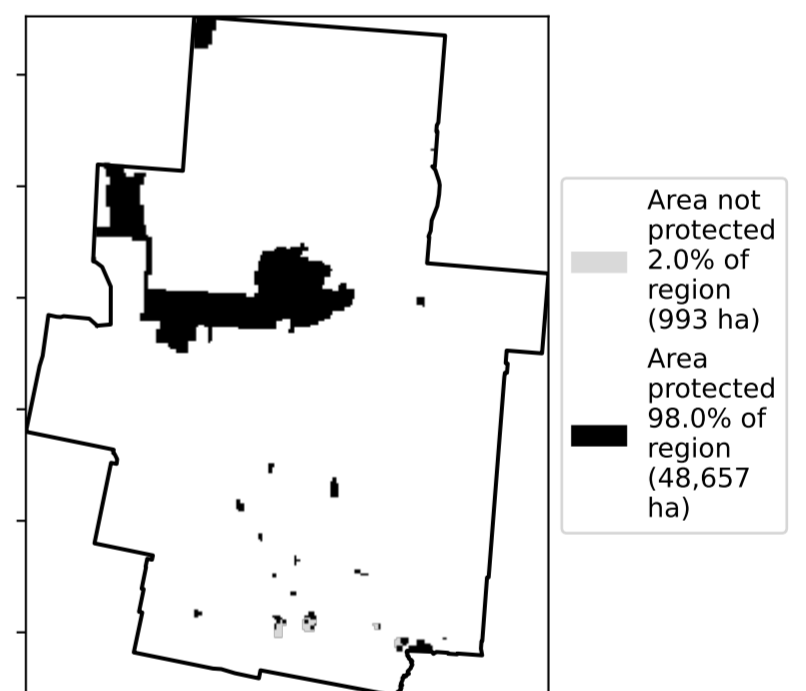 Area not
protected
2.0% of
region
(993 ha)
Area
protected
98.0% of
region
(48,657
ha)